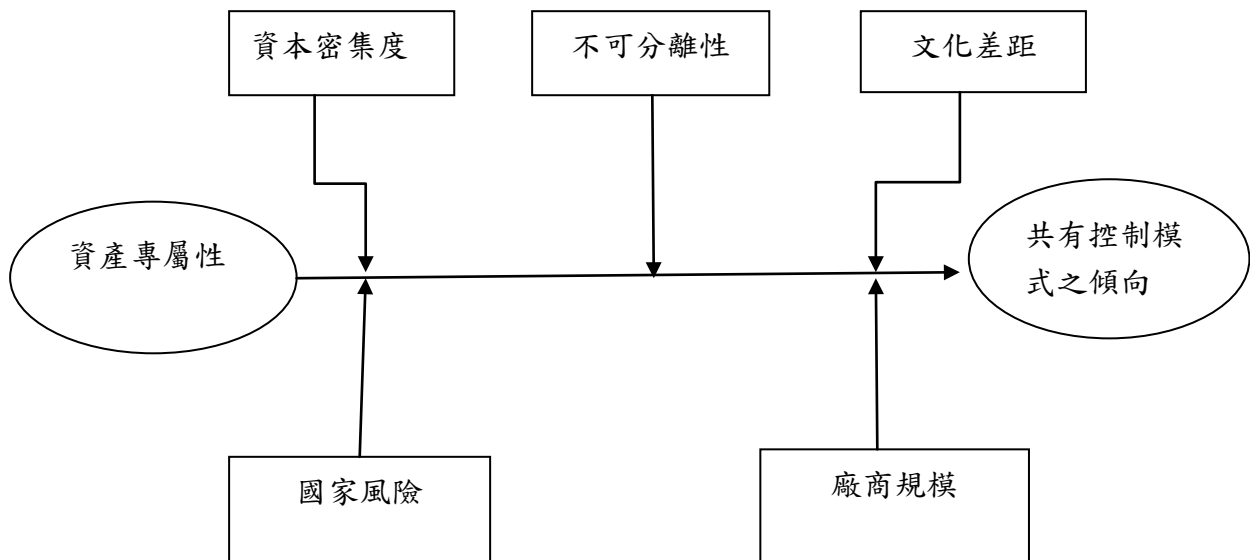 資本密集度
不可分離性
文化差距
資產專屬性
共有控制模
式之傾向
國家風險
廠商規模